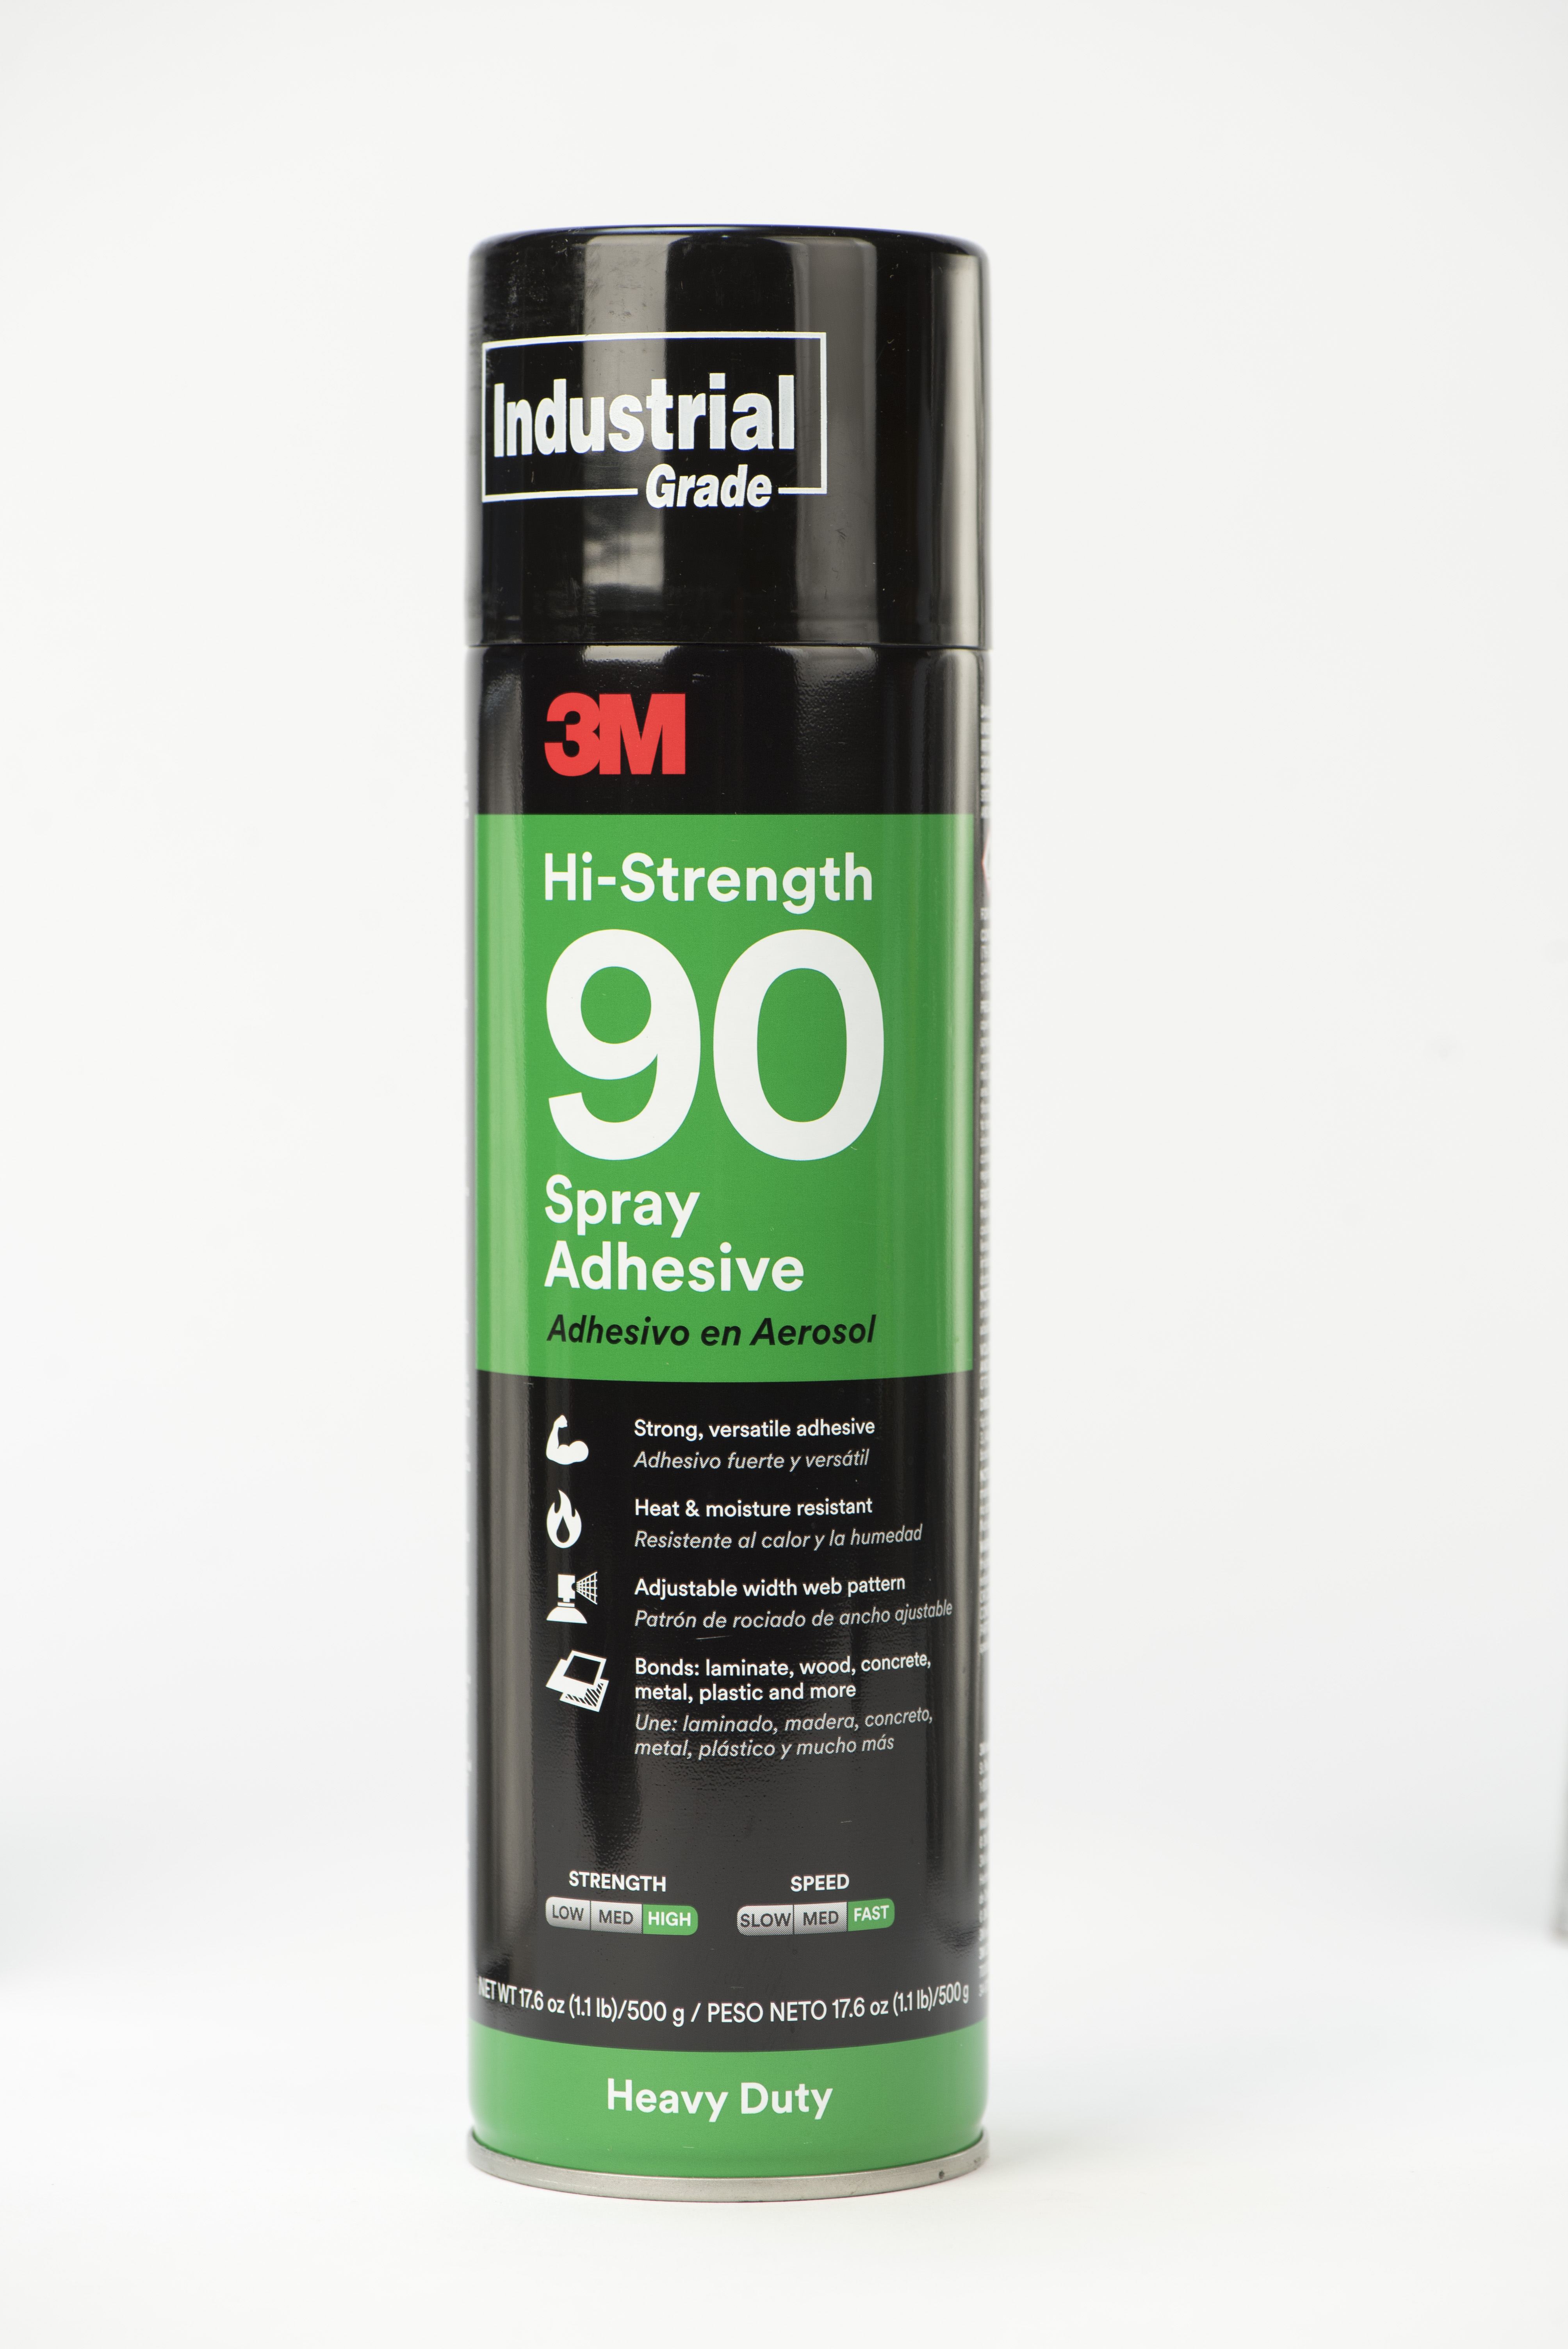 Industrial
Grade
3M
Hi-Strength
90
Spray
Adhesive
Adhesivo en Aerosol
Strong, versatile adhesive
Adhesivo fuerte y versátil
Heat & moisture resistant
Resistente al calor y la humedad
Adjustable width web pattern
Patrón de rociado de ancho ajustable
Bonds: laminate, wood, concrete,
metal, plastic and more
Une: laminado, madera, concreto,
metal, plástico y mucho más
STRENGTH
LOW MED HIGH
SPEED
SLOW MED FAST
NET WT 17.6 oz (1.1 lb)/500 g / PESO NETO 17.6 oz (1.1 lb)/500 g
Heavy Duty